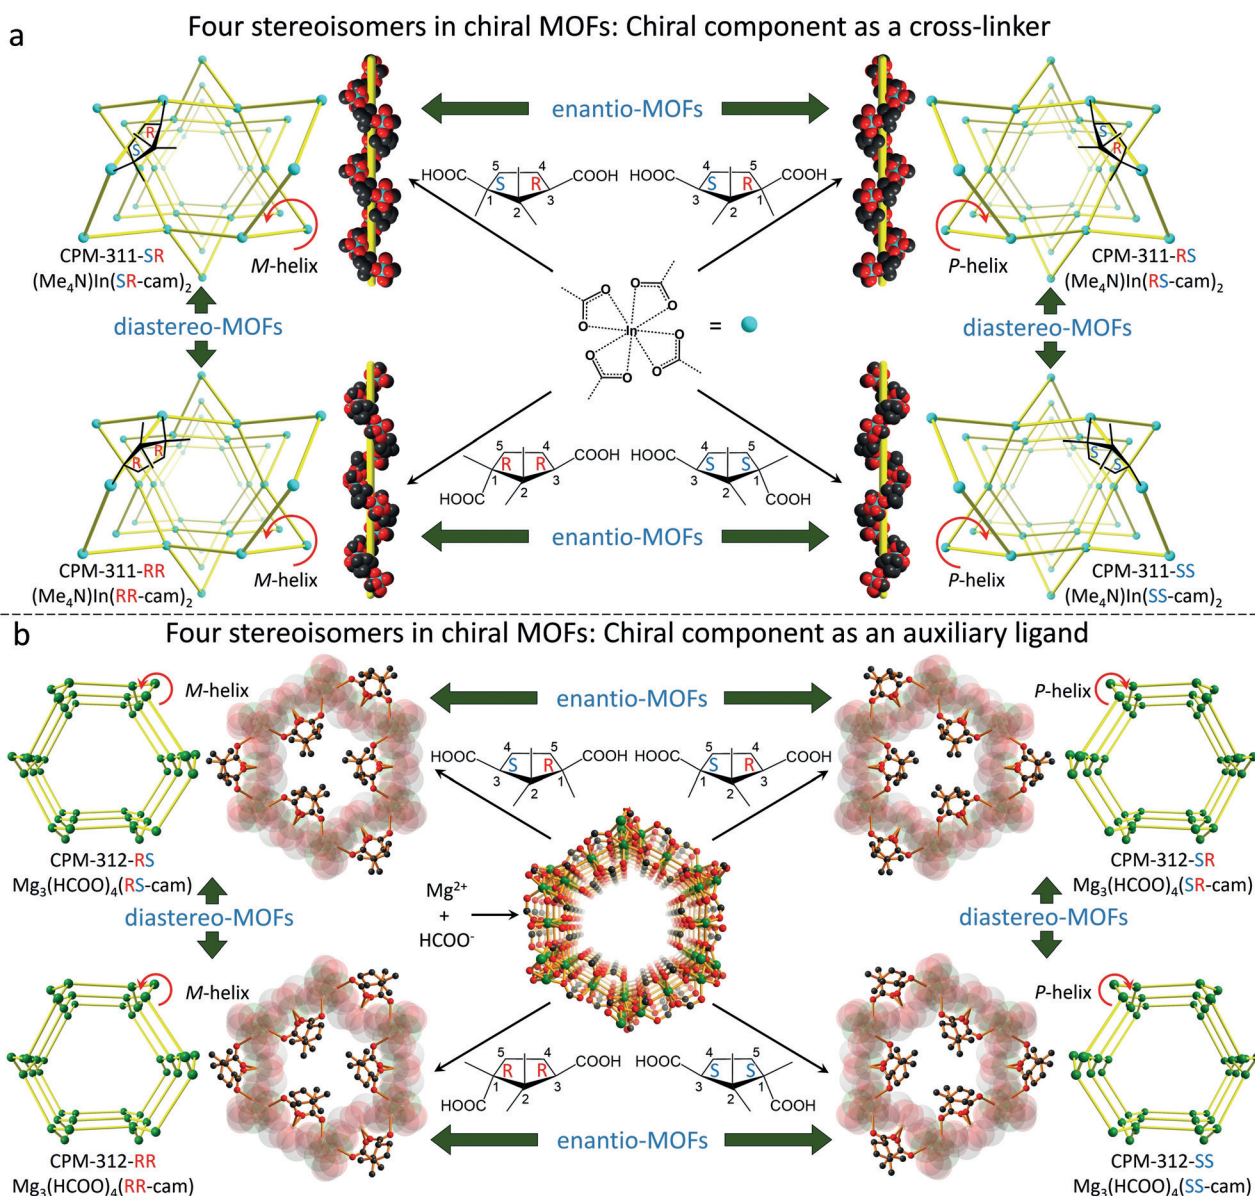 a
Four stereoisomers in chiral MOFs: Chiral component as a cross-linker
R
S
CPM-311-SR
(Me4N)In(SR-cam)2
M-helix
enantio-MOFs
HOOC
5
4
S
R
1
2
3
COOH
HOOC
4
5
S
R
3
2
1
COOH
S
R
P-helix
CPM-311-RS
(Me4N)In(RS-cam)2
diastereo-MOFs
O
O
O
O
In
O
O
O
O
=
diastereo-MOFs
R
R
CPM-311-RR
(Me4N)In(RR-cam)2
M-helix
5
4
R
R
1
2
3
COOH
HOOC
HOOC
4
5
S
S
3
2
1
COOH
enantio-MOFs
S
S
P-helix
CPM-311-SS
(Me4N)In(SS-cam)2
b
Four stereoisomers in chiral MOFs: Chiral component as an auxiliary ligand
M-helix
enantio-MOFs
P-helix
HOOC
4
5
S
R
3
2
1
COOH
HOOC
5
4
S
R
1
2
3
COOH
CPM-312-RS
Mg3(HCOO)4(RS-cam)
CPM-312-SR
Mg3(HCOO)4(SR-cam)
diastereo-MOFs
Mg2+
+
HCOO-
diastereo-MOFs
M-helix
P-helix
5
4
R
R
1
2
3
COOH
HOOC
HOOC
4
5
S
S
3
2
1
COOH
enantio-MOFs
CPM-312-RR
Mg3(HCOO)4(RR-cam)
CPM-312-SS
Mg3(HCOO)4(SS-cam)